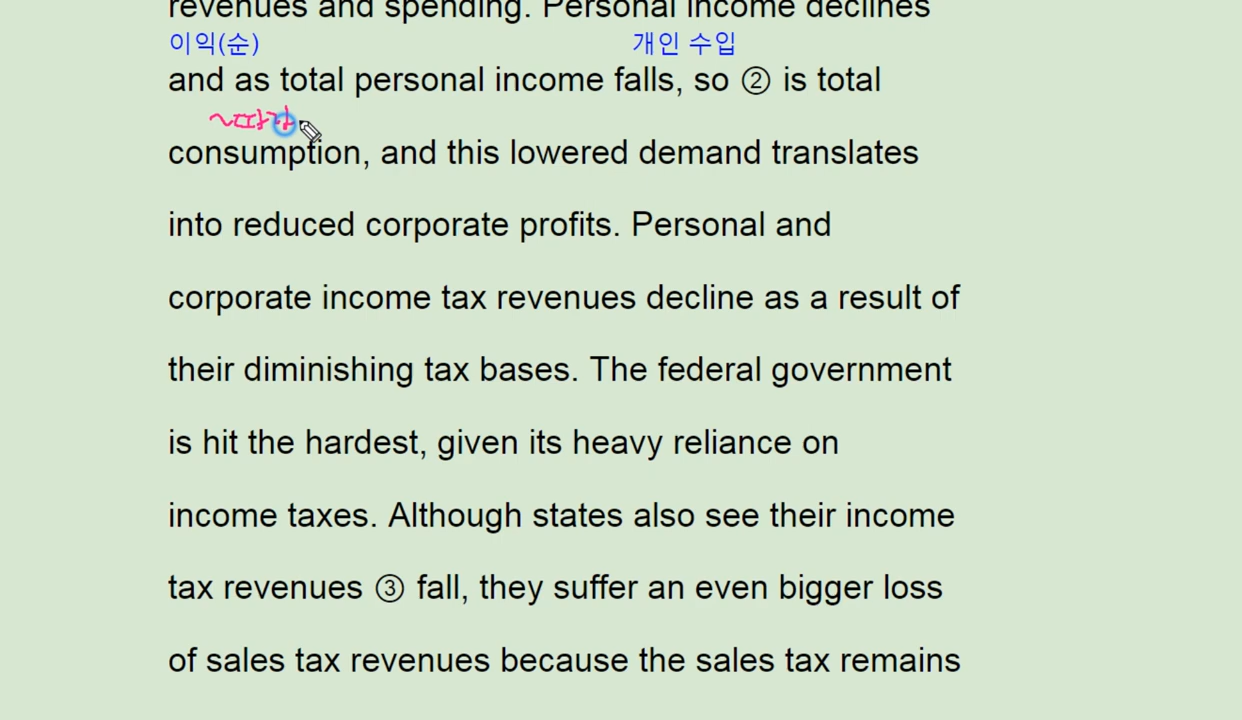 revenues and spending. Personal income declines
이익(순) 개인 수입
and as total personal income falls, so ② is total
~따라
consumption, and this lowered demand translates
into reduced corporate profits. Personal and
corporate income tax revenues decline as a result of
their diminishing tax bases. The federal government
is hit the hardest, given its heavy reliance on
income taxes. Although states also see their income
tax revenues ③ fall, they suffer an even bigger loss
of sales tax revenues because the sales tax remains